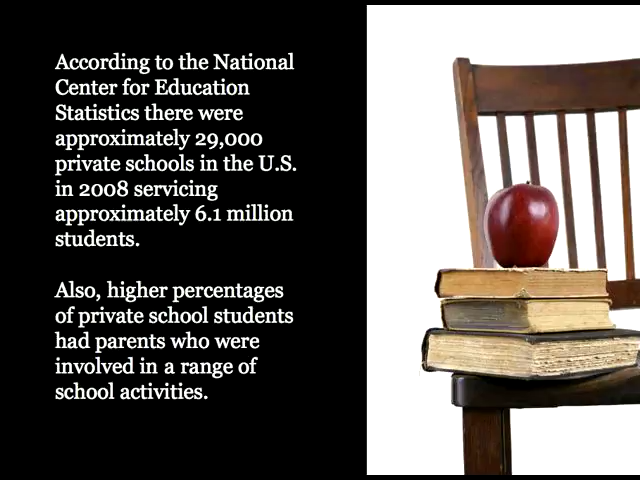 According to the National
Center for Education
Statistics there were
approximately 29,000
private schools in the U.S.
in 2008 servicing
approximately 6.1 million
students.
Also, higher percentages
of private school students
had parents who were
involved in a range of
school activities.